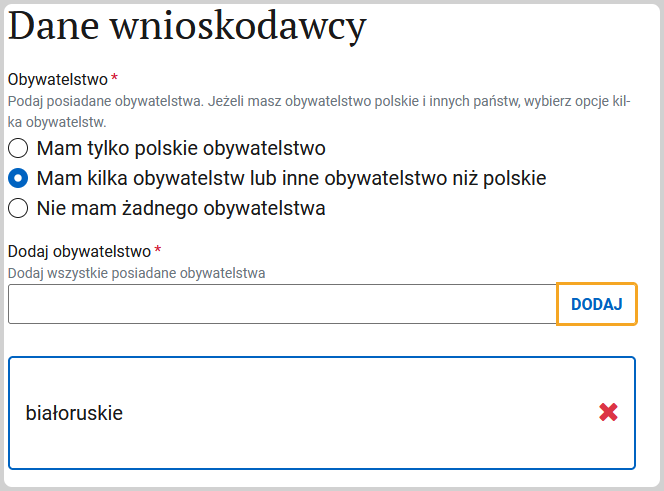 Dane wnioskodawcy
Obywatelstwo *
Podaj posiadane obywatelstwa. Jeżeli masz obywatelstwo polskie i innych państw, wybierz opcje kil-
ka obywatelstw.
Mam tylko polskie obywatelstwo
Mam kilka obywatelstw lub inne obywatelstwo niż polskie
Nie mam żadnego obywatelstwa
Dodaj obywatelstwo *
Dodaj wszystkie posiadane obywatelstwa
DODAJ
białoruskie